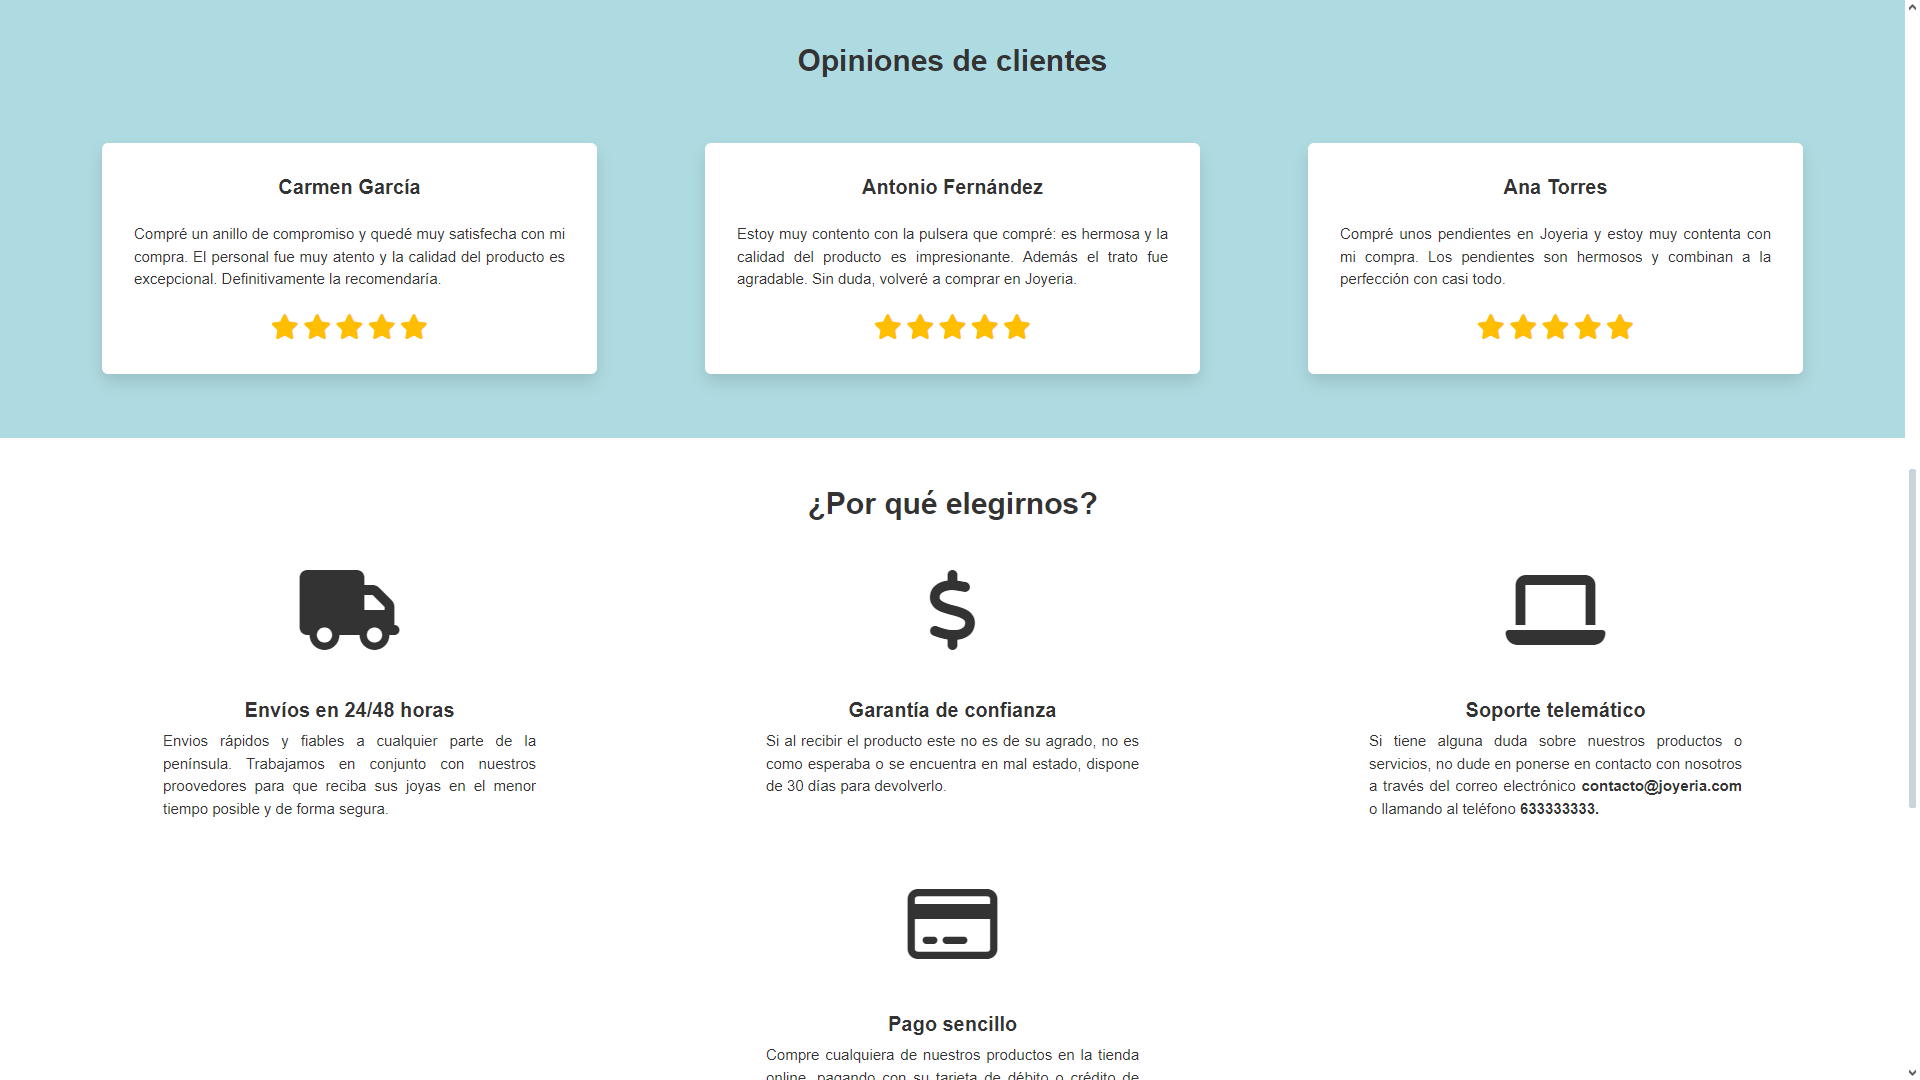 Opiniones de clientes
Carmen García
Compré un anillo de compromiso y quedé muy satisfecha con mi
compra. El personal fue muy atento y la calidad del producto es
excepcional. Definitivamente la recomendaría.
Antonio Fernández
Estoy muy contento con la pulsera que compré: es hermosa y la
calidad del producto es impresionante. Además el trato fue
agradable. Sin duda, volveré a comprar en Joyeria.
Ana Torres
Compré unos pendientes en Joyeria y estoy muy contenta con
mi compra. Los pendientes son hermosos y combinan a la
perfección con casi todo.
¿Por qué elegirnos?
Envíos en 24/48 horas
Envios rápidos y fiables a cualquier parte de la
península. Trabajamos en conjunto con nuestros
proovedores para que reciba sus joyas en el menor
tiempo posible y de forma segura.
Garantía de confianza
Si al recibir el producto este no es de su agrado, no es
como esperaba o se encuentra en mal estado, dispone
de 30 días para devolverlo.
Soporte telemático
Si tiene alguna duda sobre nuestros productos o
servicios, no dude en ponerse en contacto con nosotros
a través del correo electrónico contacto@joyeria.com
o llamando al teléfono 633333333.
Pago sencillo
Compre cualquiera de nuestros productos en la tienda
online, pagando con su tarjeta de débito o crédito de